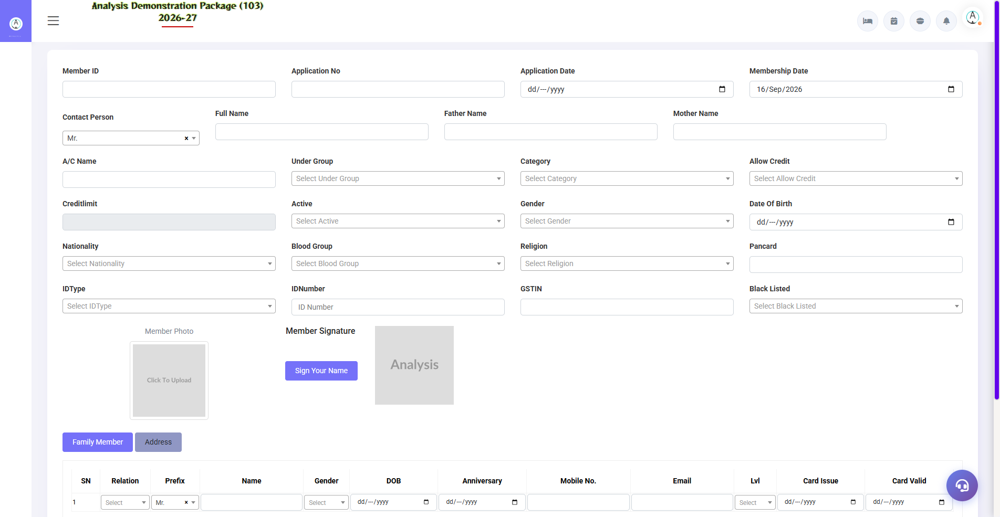 Analysis Demonstration Package (103)
2026-27
Member ID
Application No
Application Date
Membership Date
dd/---/yyyy
16/Sep/2026
Contact Person
Full Name
Father Name
Mother Name
Mr. ×
A/C Name
Under Group
Category
Allow Credit
Select Under Group
Select Category
Select Allow Credit
Creditlimit
Active
Gender
Date Of Birth
Select Active
Select Gender
dd/---/yyyy
Nationality
Blood Group
Religion
Pancard
Select Nationality
Select Blood Group
Select Religion
IDType
IDNumber
GSTIN
Black Listed
Select IDType
ID Number
Select Black Listed
Member Photo
Click To Upload
Member Signature
Sign Your Name
Analysis
Family Member
Address
SN Relation Prefix Name Gender DOB Anniversary Mobile No. Email Lvl Card Issue Card Valid
1 Select Mr. × Select dd/---/yyyy dd/---/yyyy Select dd/---/yyyy dd/---/yyyy